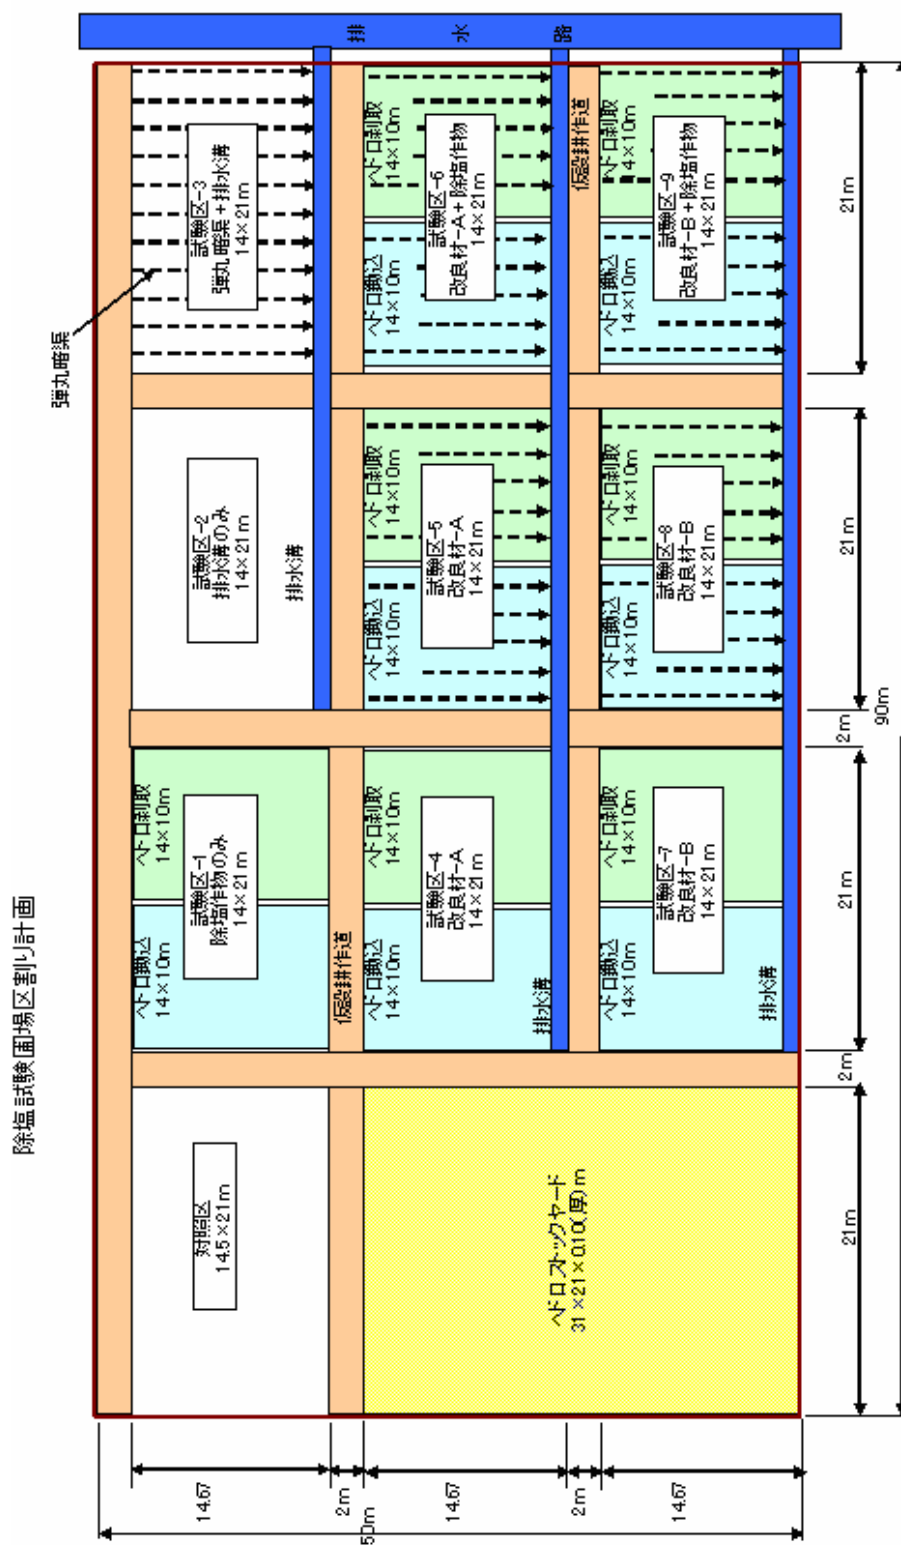 除塩試験圃場区割り計画
排水路
弾丸暗渠
試験区-3
弾丸暗渠+排水溝
14×21m
ヘドロ剥取
14×10m
ヘドロ鋤込
14×10m
試験区-6
改良材-A+除塩作物
14×21m
仮設耕作道
ヘドロ剥取
14×10m
ヘドロ鋤込
14×10m
試験区-9
改良材-B+除塩作物
14×21m
21m
試験区-2
排水溝のみ
14×21m
排水溝
ヘドロ剥取
14×10m
ヘドロ鋤込
14×10m
試験区-5
改良材-A
14×21m
ヘドロ剥取
14×10m
ヘドロ鋤込
14×10m
試験区-8
改良材-B
14×21m
21m
2m
90m
ヘドロ剥取
14×10m
ヘドロ鋤込
14×10m
試験区-1
除塩作物のみ
14×21m
仮設耕作道
ヘドロ剥取
14×10m
ヘドロ鋤込
14×10m
試験区-4
改良材-A
14×21m
排水溝
ヘドロ剥取
14×10m
ヘドロ鋤込
14×10m
試験区-7
改良材-B
14×21m
排水溝
21m
2m
対照区
14.5×21m
ヘドロストックヤード
31×21×0.10(厚)m
21m
14.67
2m
14.67
2m
14.67
50m